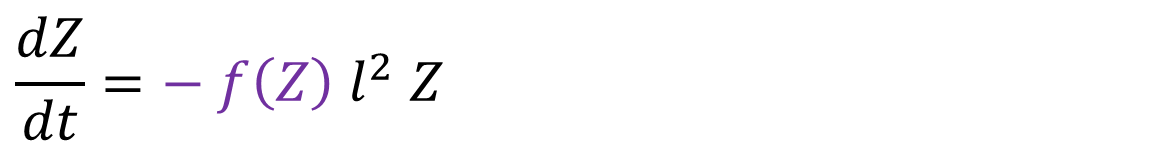 dZ/dt = − f(Z) l² Z